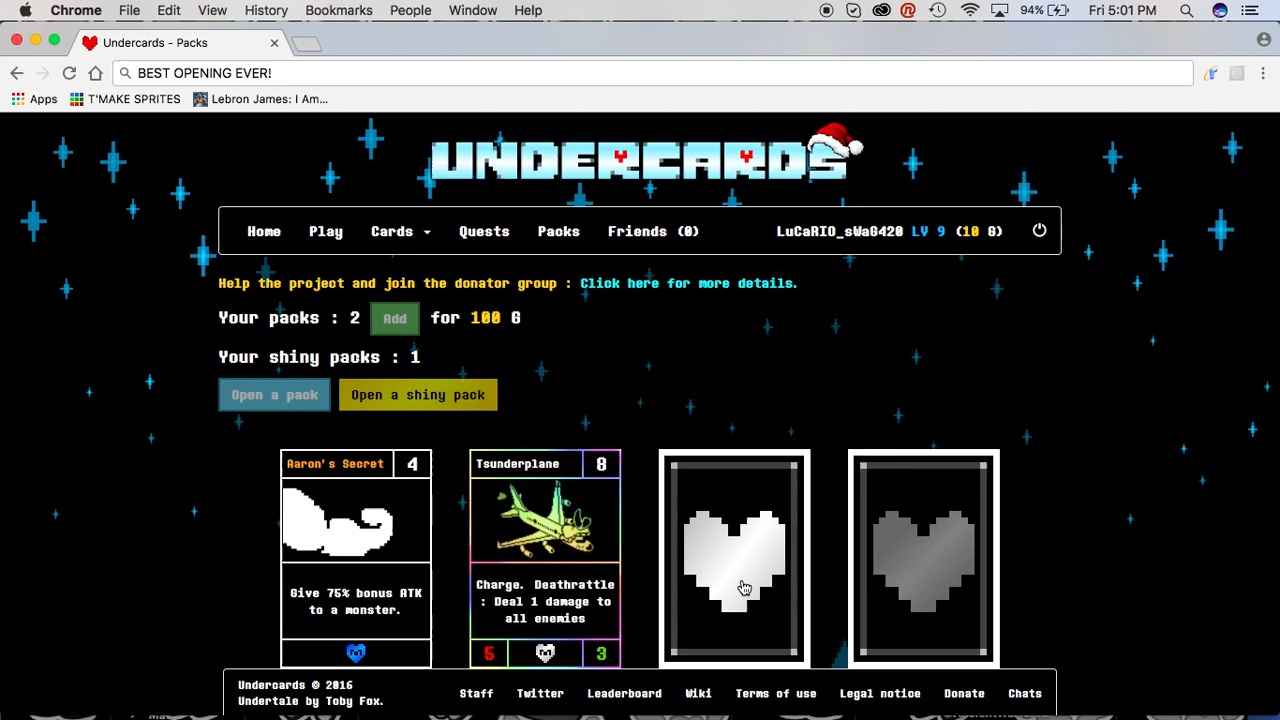 Chrome File Edit View History Bookmarks People Window Help 94% Fri 5:01 PM
Undercards - Packs
BEST OPENING EVER!
Apps T'MAKE SPRITES Lebron James: I Am...
UNDERCARDS
Home Play Cards Quests Packs Friends (0) LuCaRIO_sWaG420 LV 9 (10 G)
Help the project and join the donator group : Click here for more details.
Your packs : 2 Add for 100 G
Your shiny packs : 1
Open a pack Open a shiny pack
Aaron's Secret 4
Give 75% bonus ATK
to a monster.
Tsunderplane 8
Charge. Deathrattle
: Deal 1 damage to
all enemies
5 3
Undercards © 2016
Undertale by Toby Fox.
Staff Twitter Leaderboard Wiki Terms of use Legal notice Donate Chats